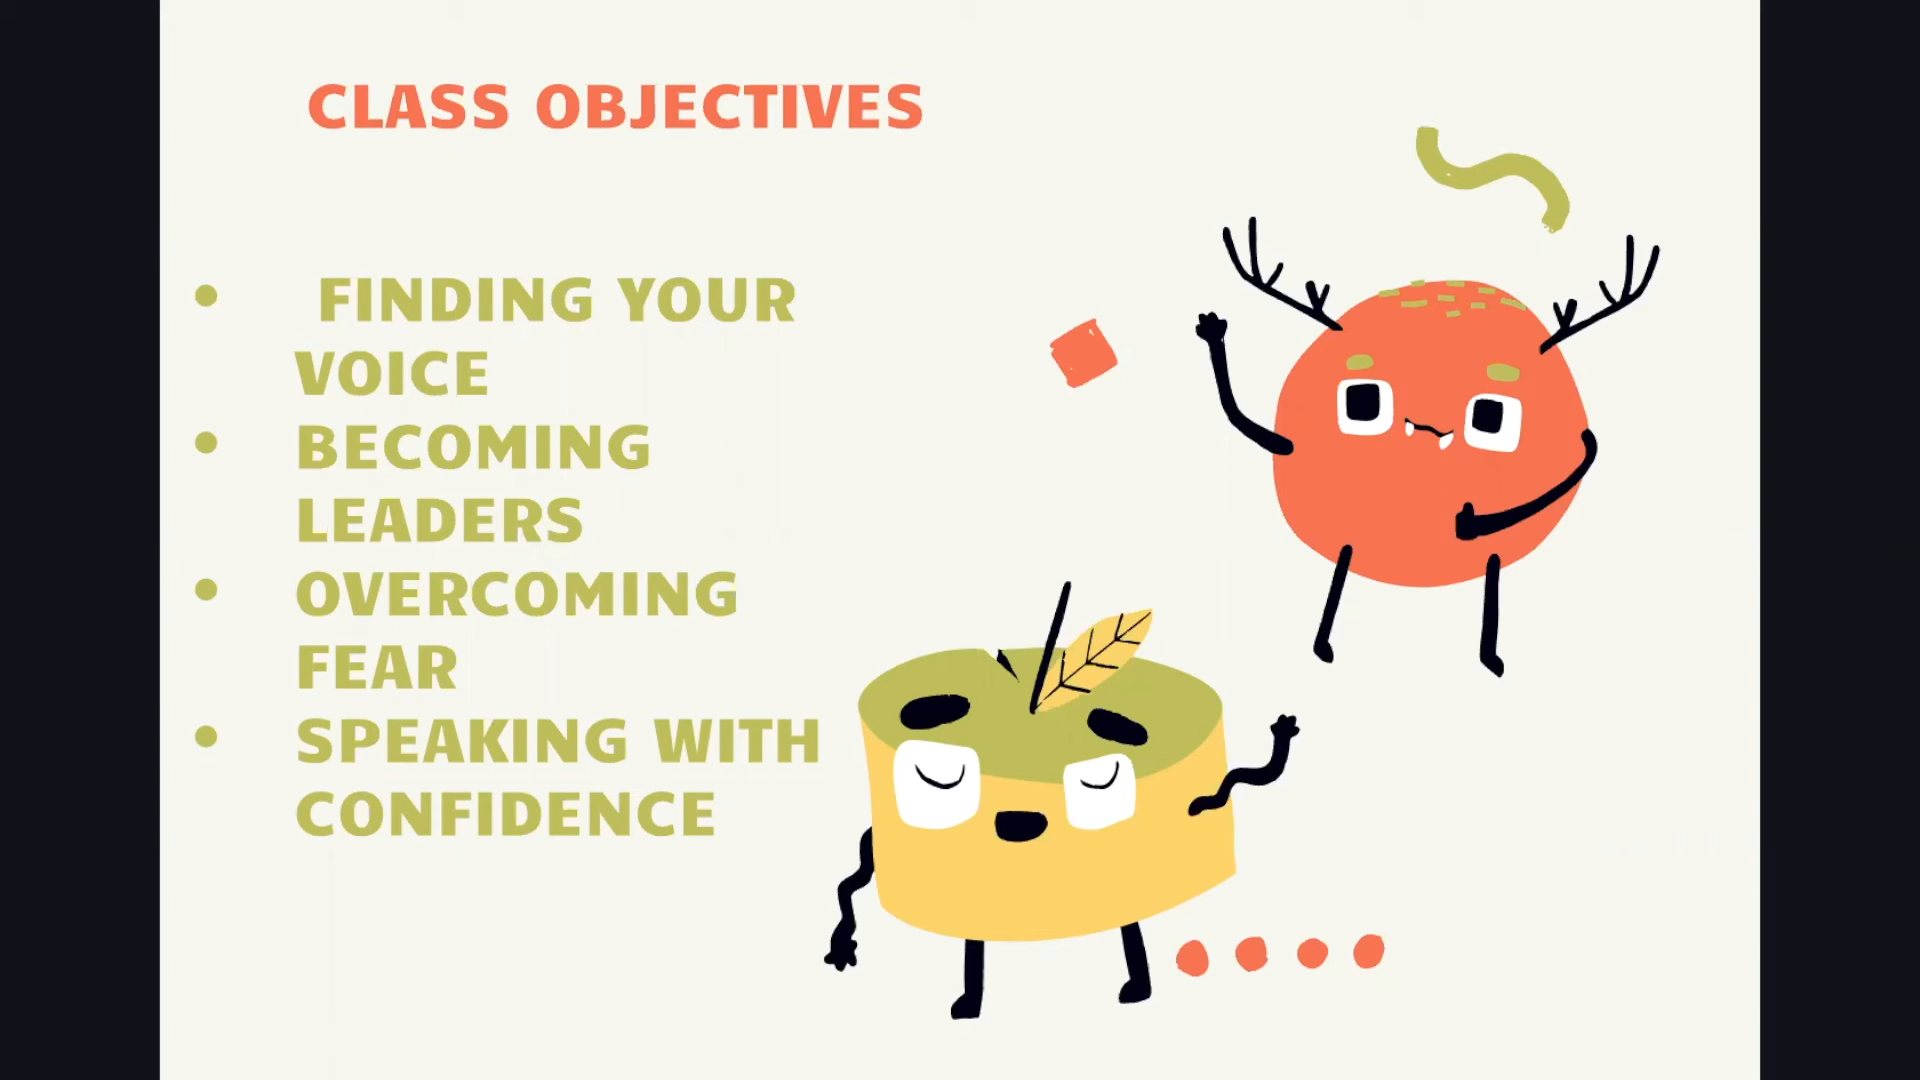 CLASS OBJECTIVES
• FINDING YOUR
VOICE
• BECOMING
LEADERS
• OVERCOMING
FEAR
• SPEAKING WITH
CONFIDENCE